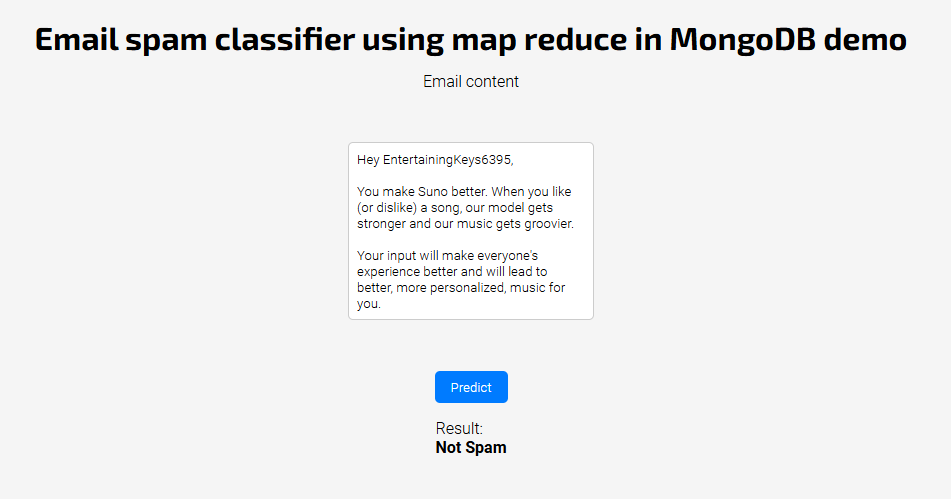 Email spam classifier using map reduce in MongoDB demo
Email content
Hey EntertainingKeys6395,
You make Suno better. When you like
(or dislike) a song, our model gets
stronger and our music gets groovier.
Your input will make everyone's
experience better and will lead to
better, more personalized, music for
you.
Predict
Result:
Not Spam